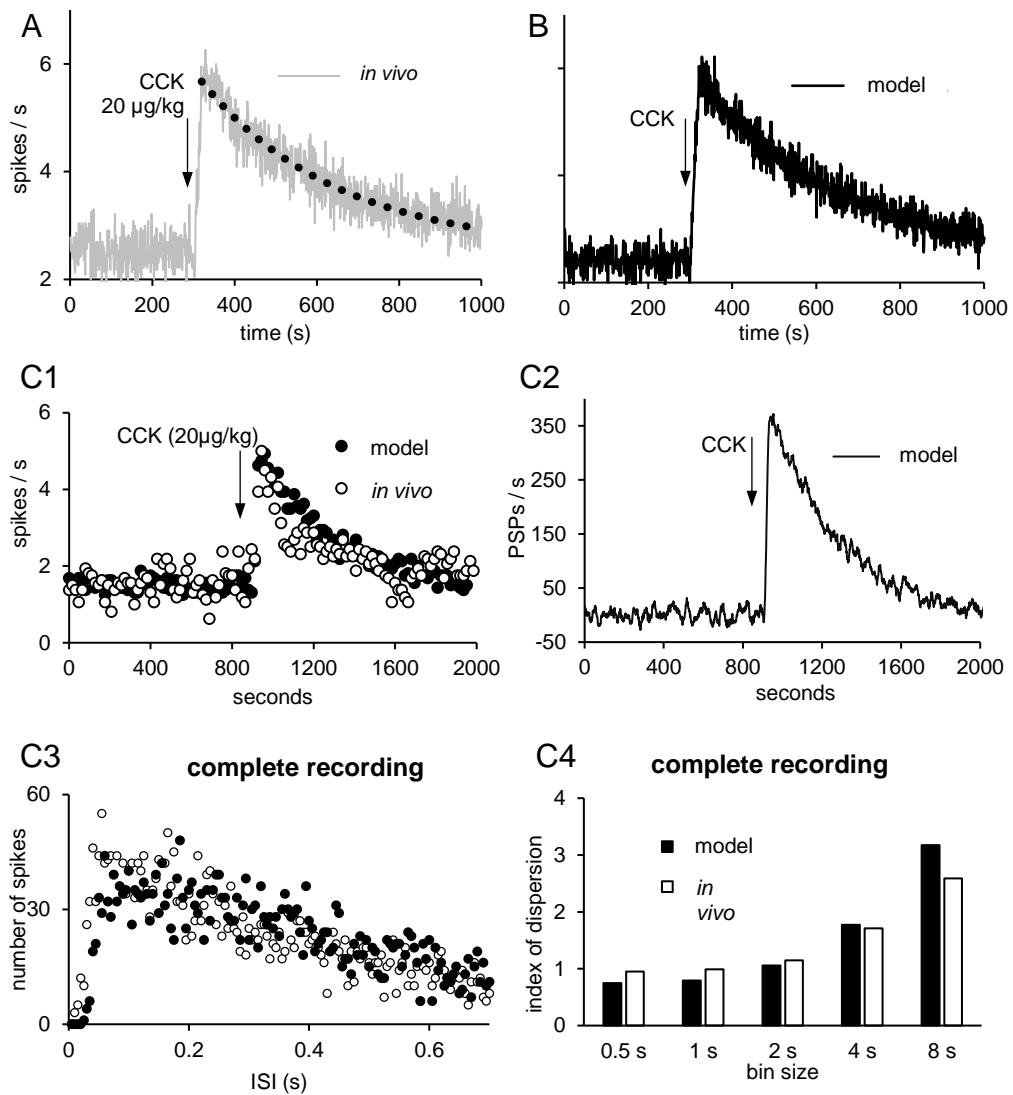 A
6
4
2
spikes / s
CCK
20 µg/kg
in vivo
0 200 400 600 800 1000
time (s)
B
CCK
model
0 200 400 600 800 1000
time (s)
C1
6
4
2
0
spikes / s
CCK (20µg/kg)
model
in vivo
0 400 800 1200 1600 2000
seconds
C2
350
250
150
50
-50
PSPs / s
CCK
model
0 400 800 1200 1600 2000
seconds
C3
complete recording
60
30
0
number of spikes
0 0.2 0.4 0.6
ISI (s)
C4
complete recording
4
3
2
1
0
index of dispersion
model
in
vivo
0.5 s 1 s 2 s 4 s 8 s
bin size